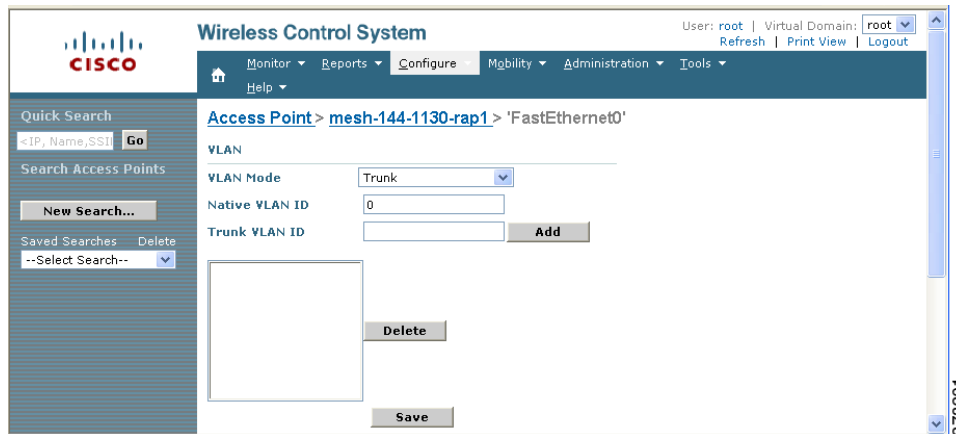 CISCO
Wireless Control System
User: root | Virtual Domain: root
Refresh | Print View | Logout
Monitor Reports Configure Mobility Administration Tools
Help
Quick Search
<IP, Name,SSI
Go
Search Access Points
New Search...
Saved Searches Delete
--Select Search--
Access Point > mesh-144-1130-rap1 > 'FastEthernet0'
VLAN
VLAN Mode Trunk
Native VLAN ID 0
Trunk VLAN ID Add
Delete
Save